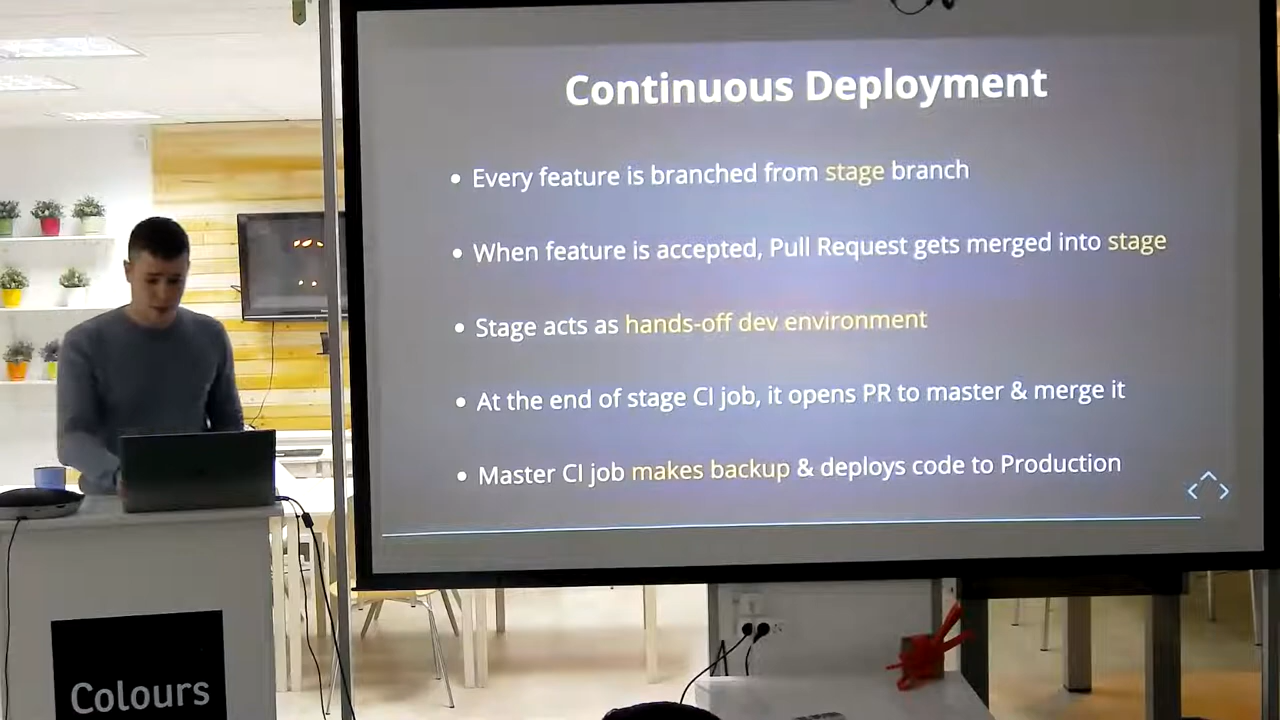 Continuous Deployment
Every feature is branched from stage branch
When feature is accepted, Pull Request gets merged into stage
Stage acts as hands-off dev environment
At the end of stage CI job, it opens PR to master & merge it
Master CI job makes backup & deploys code to Production
Colours